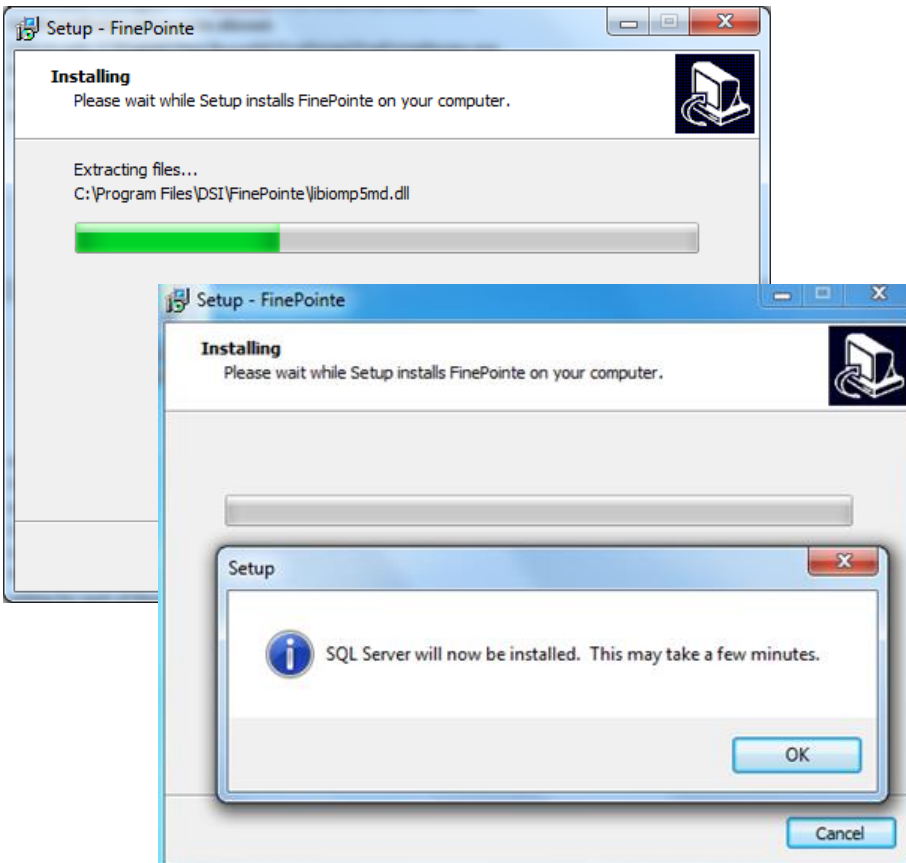 Setup - FinePointe
Installing
Please wait while Setup installs FinePointe on your computer.
Extracting files...
C:\Program Files\DSI\FinePointe\libiomp5md.dll
Setup - FinePointe
Installing
Please wait while Setup installs FinePointe on your computer.
Setup
SQL Server will now be installed.  This may take a few minutes.
OK
Cancel